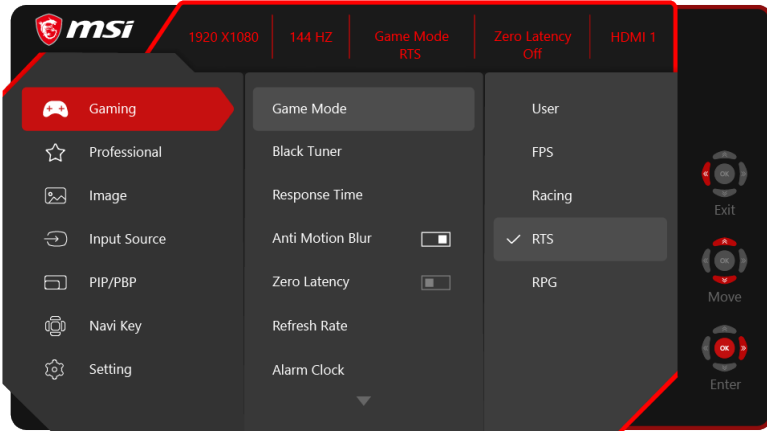 msi
1920 X1080
144 HZ
Game Mode
RTS
Zero Latency
Off
HDMI 1
Gaming
Professional
Image
Input Source
PIP/PBP
Navi Key
Setting
Game Mode
Black Tuner
Response Time
Anti Motion Blur
Zero Latency
Refresh Rate
Alarm Clock
User
FPS
Racing
RTS
RPG
OK
Exit
OK
Move
OK
Enter